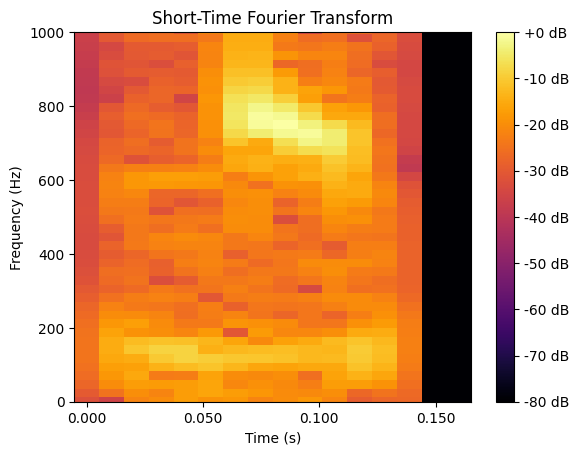 Short-Time Fourier Transform
1000
800
600
400
200
0
Frequency (Hz)
0.000
0.050
0.100
0.150
Time (s)
+0 dB
-10 dB
-20 dB
-30 dB
-40 dB
-50 dB
-60 dB
-70 dB
-80 dB